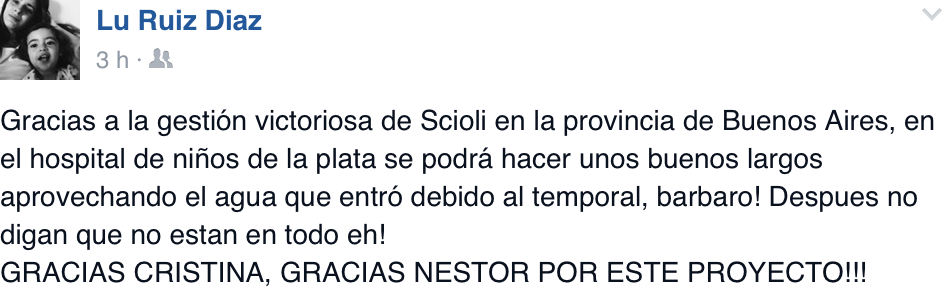 Lu Ruiz Diaz
3 h ·
Gracias a la gestión victoriosa de Scioli en la provincia de Buenos Aires, en
el hospital de niños de la plata se podrá hacer unos buenos largos
aprovechando el agua que entró debido al temporal, barbaro! Despues no
digan que no estan en todo eh!
GRACIAS CRISTINA, GRACIAS NESTOR POR ESTE PROYECTO!!!